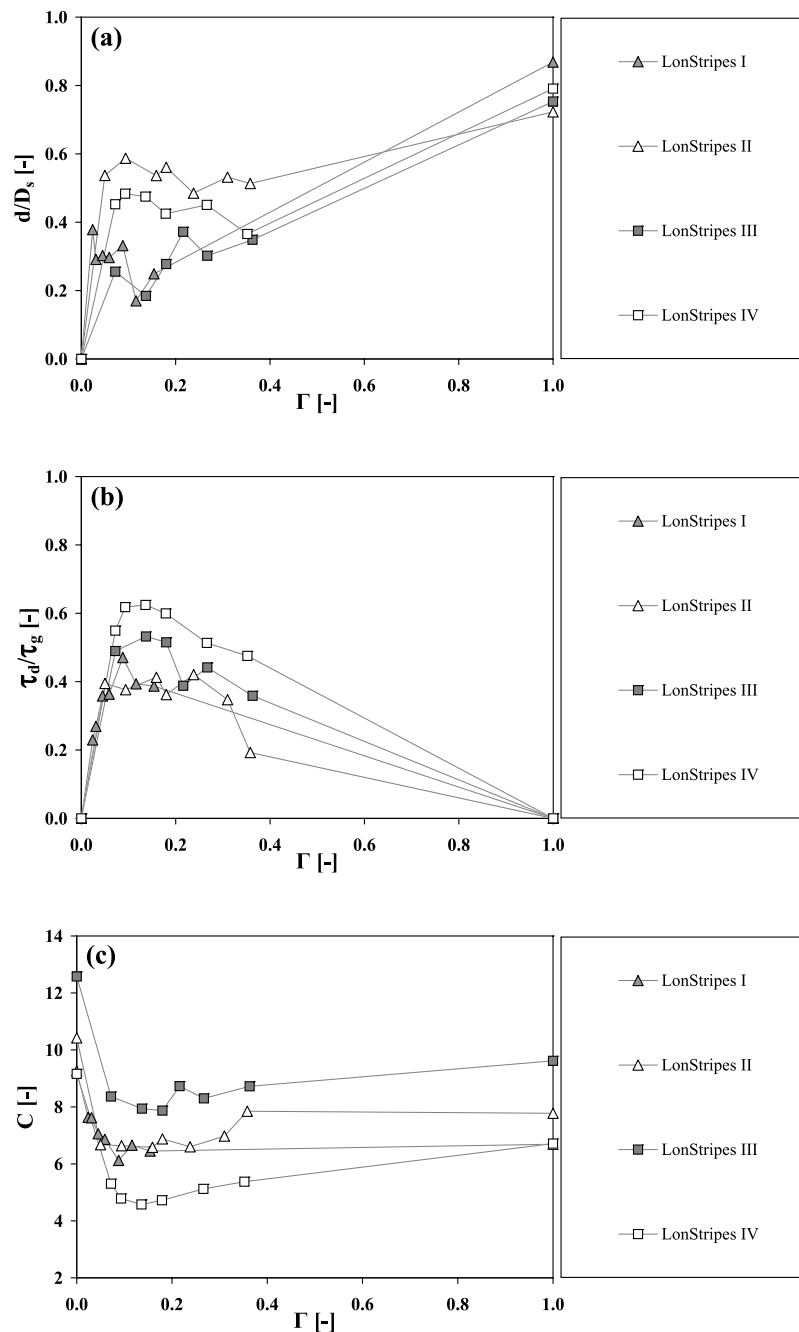 (a)
1.0
0.8
0.6
0.4
0.2
0.0
d/Ds [-]
0.0 0.2 0.4 0.6 0.8 1.0
Γ [-]
LonStripes I
LonStripes II
LonStripes III
LonStripes IV
(b)
1.0
0.8
0.6
0.4
0.2
0.0
τd/τg [-]
0.0 0.2 0.4 0.6 0.8 1.0
Γ [-]
LonStripes I
LonStripes II
LonStripes III
LonStripes IV
(c)
14
12
10
8
6
4
2
C [-]
0.0 0.2 0.4 0.6 0.8 1.0
Γ [-]
LonStripes I
LonStripes II
LonStripes III
LonStripes IV